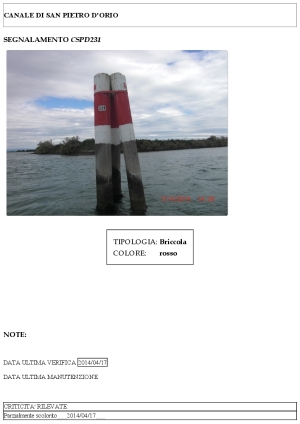 CANALE DI SAN PIETRO D'ORIO
SEGNALAMENTO CSPD231
TIPOLOGIA: Briccola
COLORE: rosso
NOTE:
DATA ULTIMA VERIFICA 2014/04/17
DATA ULTIMA MANUTENZIONE
CRITICITA' RILEVATE
Parzialmente scolorito 2014/04/17